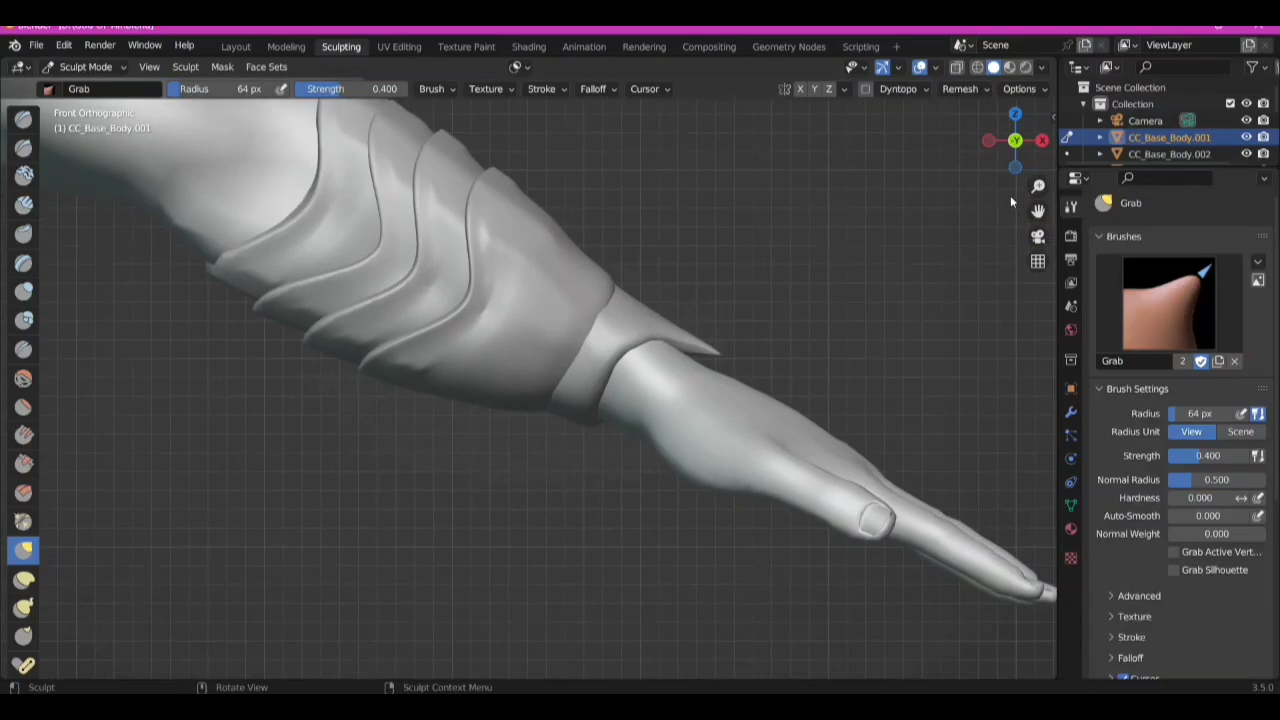 File Edit Render Window Help Layout Modeling Sculpting UV Editing Texture Paint Shading Animation Rendering Compositing Geometry Nodes Scripting + Scene ViewLayer
Sculpt Mode View Sculpt Mask Face Sets
Grab Radius 64 px Strength 0.400 Brush Texture Stroke Falloff Cursor X Y Z Dyntopo Remesh Options
Front Orthographic
(1) CC_Base_Body.001
Z
-Y X
Scene Collection
Collection
Camera
CC_Base_Body.001
CC_Base_Body.002
Grab
Brushes
Grab 2
Brush Settings
Radius 64 px
Radius Unit View Scene
Strength 0.400
Normal Radius 0.500
Hardness 0.000
Auto-Smooth 0.000
Normal Weight 0.000
Grab Active Vert...
Grab Silhouette
Advanced
Texture
Stroke
Falloff
Sculpt Rotate View Sculpt Context Menu 3.5.0